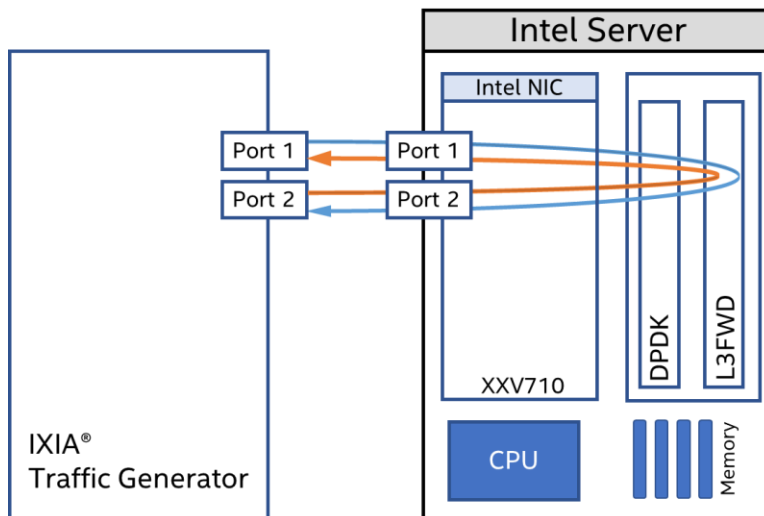 Intel Server
Intel NIC
Port 1
Port 1
Port 2
Port 2
DPDK
L3FWD
XXV710
IXIA®
Traffic Generator
CPU
Memory